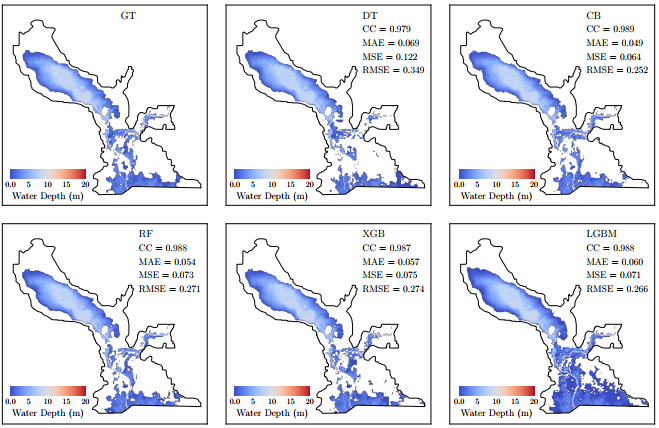 GT
0.0 5 10 15 20
Water Depth (m)
DT
CC = 0.979
MAE = 0.069
MSE = 0.122
RMSE = 0.349
0.0 5 10 15 20
Water Depth (m)
CB
CC = 0.989
MAE = 0.049
MSE = 0.064
RMSE = 0.252
0.0 5 10 15 20
Water Depth (m)
RF
CC = 0.988
MAE = 0.054
MSE = 0.073
RMSE = 0.271
0.0 5 10 15 20
Water Depth (m)
XGB
CC = 0.987
MAE = 0.057
MSE = 0.075
RMSE = 0.274
0.0 5 10 15 20
Water Depth (m)
LGBM
CC = 0.988
MAE = 0.060
MSE = 0.071
RMSE = 0.266
0.0 5 10 15 20
Water Depth (m)